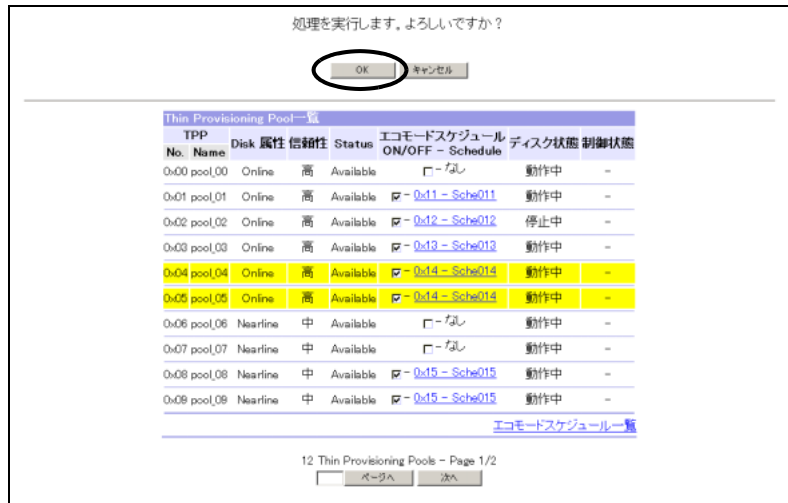 処理を実行します。よろしいですか？
OK キャンセル
Thin Provisioning Pool一覧
TPP Disk 属性 信頼性 Status エコモードスケジュール ON/OFF - Schedule ディスク状態 制御状態
No. Name
0x00 pool_00 Online 高 Available - なし 動作中 -
0x01 pool_01 Online 高 Available - 0x11 - Sche011 動作中 -
0x02 pool_02 Online 高 Available - 0x12 - Sche012 停止中 -
0x03 pool_03 Online 高 Available - 0x13 - Sche013 動作中 -
0x04 pool_04 Online 高 Available - 0x14 - Sche014 動作中 -
0x05 pool_05 Online 高 Available - 0x14 - Sche014 動作中 -
0x06 pool_06 Nearline 中 Available - なし 動作中 -
0x07 pool_07 Nearline 中 Available - なし 動作中 -
0x08 pool_08 Nearline 中 Available - 0x15 - Sche015 動作中 -
0x09 pool_09 Nearline 中 Available - 0x15 - Sche015 動作中 -
エコモードスケジュール一覧
12 Thin Provisioning Pools - Page 1/2
ページへ 次へ